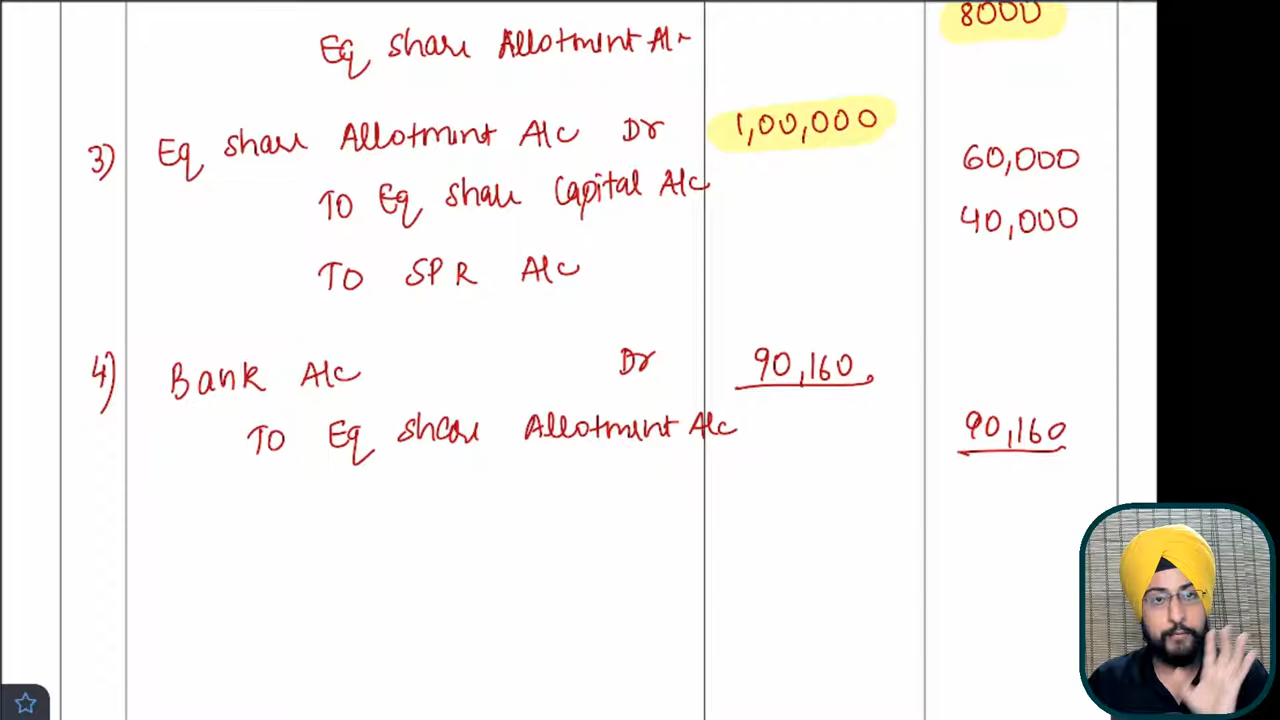 8000
Eq share Allotment A/c
3) Eq share Allotment A/c Dr 1,00,000
To Eq share Capital A/c 60,000
To SPR A/c 40,000
4) Bank A/c Dr 90,160
To Eq share Allotment A/c 90,160